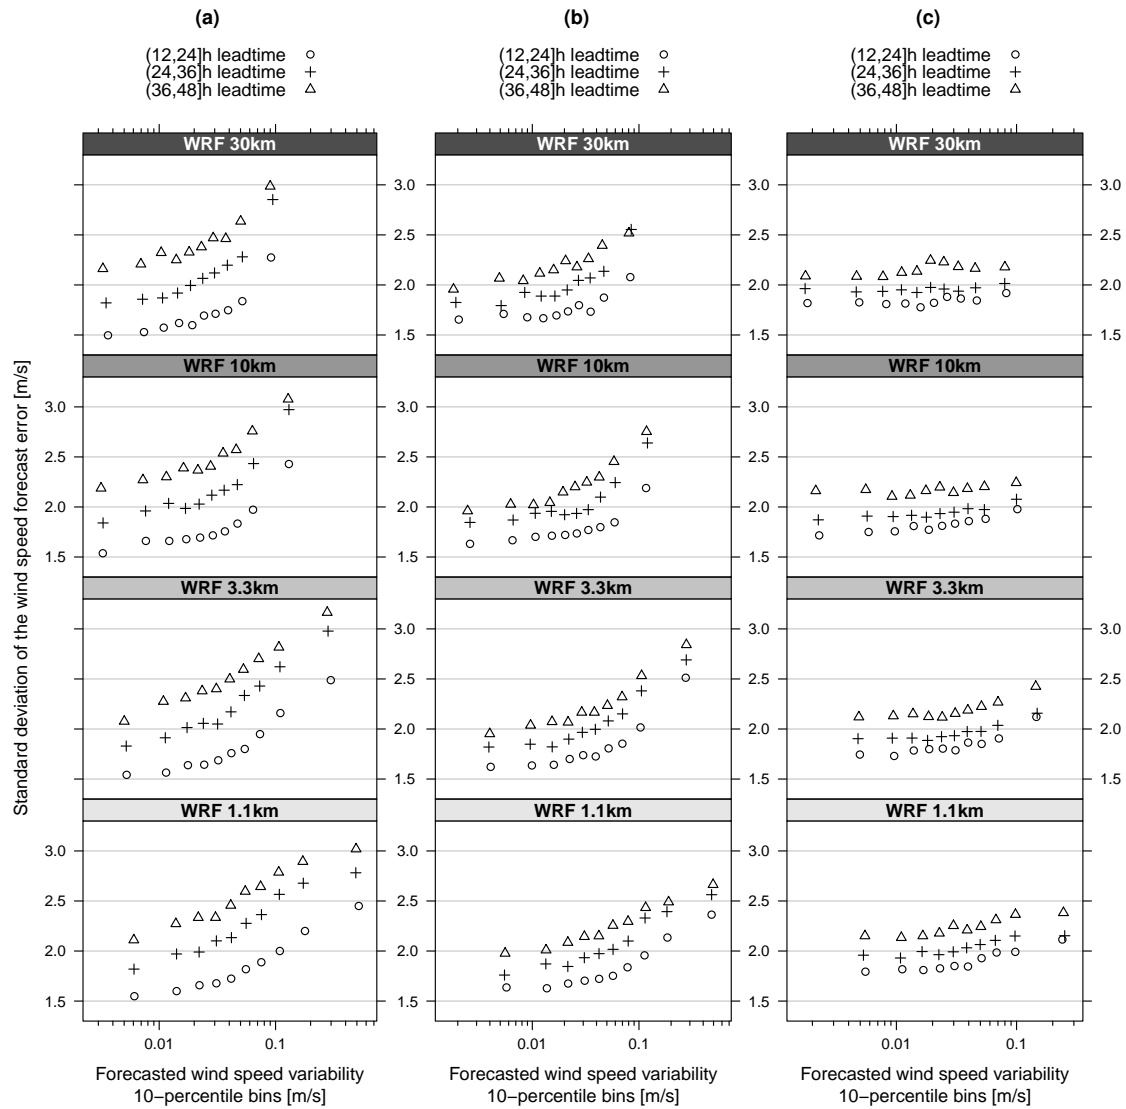 (a) (b) (c)
(12,24]h leadtime (12,24]h leadtime (12,24]h leadtime
(24,36]h leadtime (24,36]h leadtime (24,36]h leadtime
(36,48]h leadtime (36,48]h leadtime (36,48]h leadtime
WRF 30km WRF 30km WRF 30km
3.0 3.0 3.0
2.5 2.5 2.5
2.0 2.0 2.0
1.5 1.5 1.5
WRF 10km WRF 10km WRF 10km
3.0 3.0 3.0
2.5 2.5 2.5
2.0 2.0 2.0
1.5 1.5 1.5
WRF 3.3km WRF 3.3km WRF 3.3km
3.0 3.0 3.0
2.5 2.5 2.5
2.0 2.0 2.0
1.5 1.5 1.5
WRF 1.1km WRF 1.1km WRF 1.1km
3.0 3.0 3.0
2.5 2.5 2.5
2.0 2.0 2.0
1.5 1.5 1.5
0.01 0.1 0.01 0.1 0.01 0.1
Forecasted wind speed variability Forecasted wind speed variability Forecasted wind speed variability
10−percentile bins [m/s] 10−percentile bins [m/s] 10−percentile bins [m/s]
Standard deviation of the wind speed forecast error [m/s]